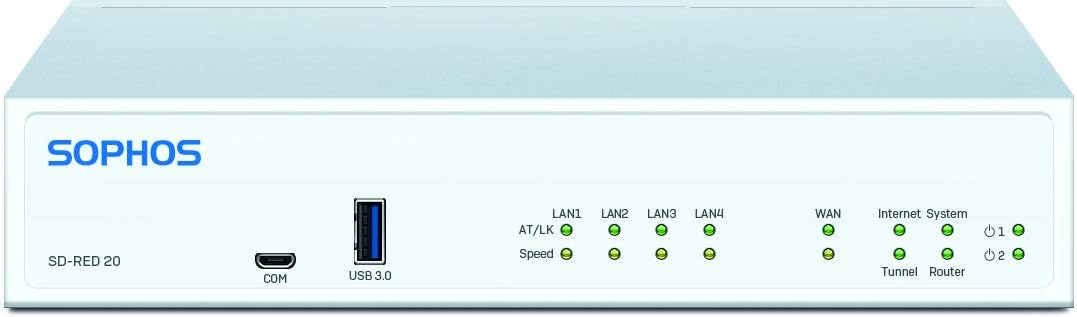 SOPHOS
LAN1 LAN2 LAN3 LAN4 WAN Internet System
AT/LK 1
Speed 2
SD-RED 20
COM
USB 3.0
Tunnel Router